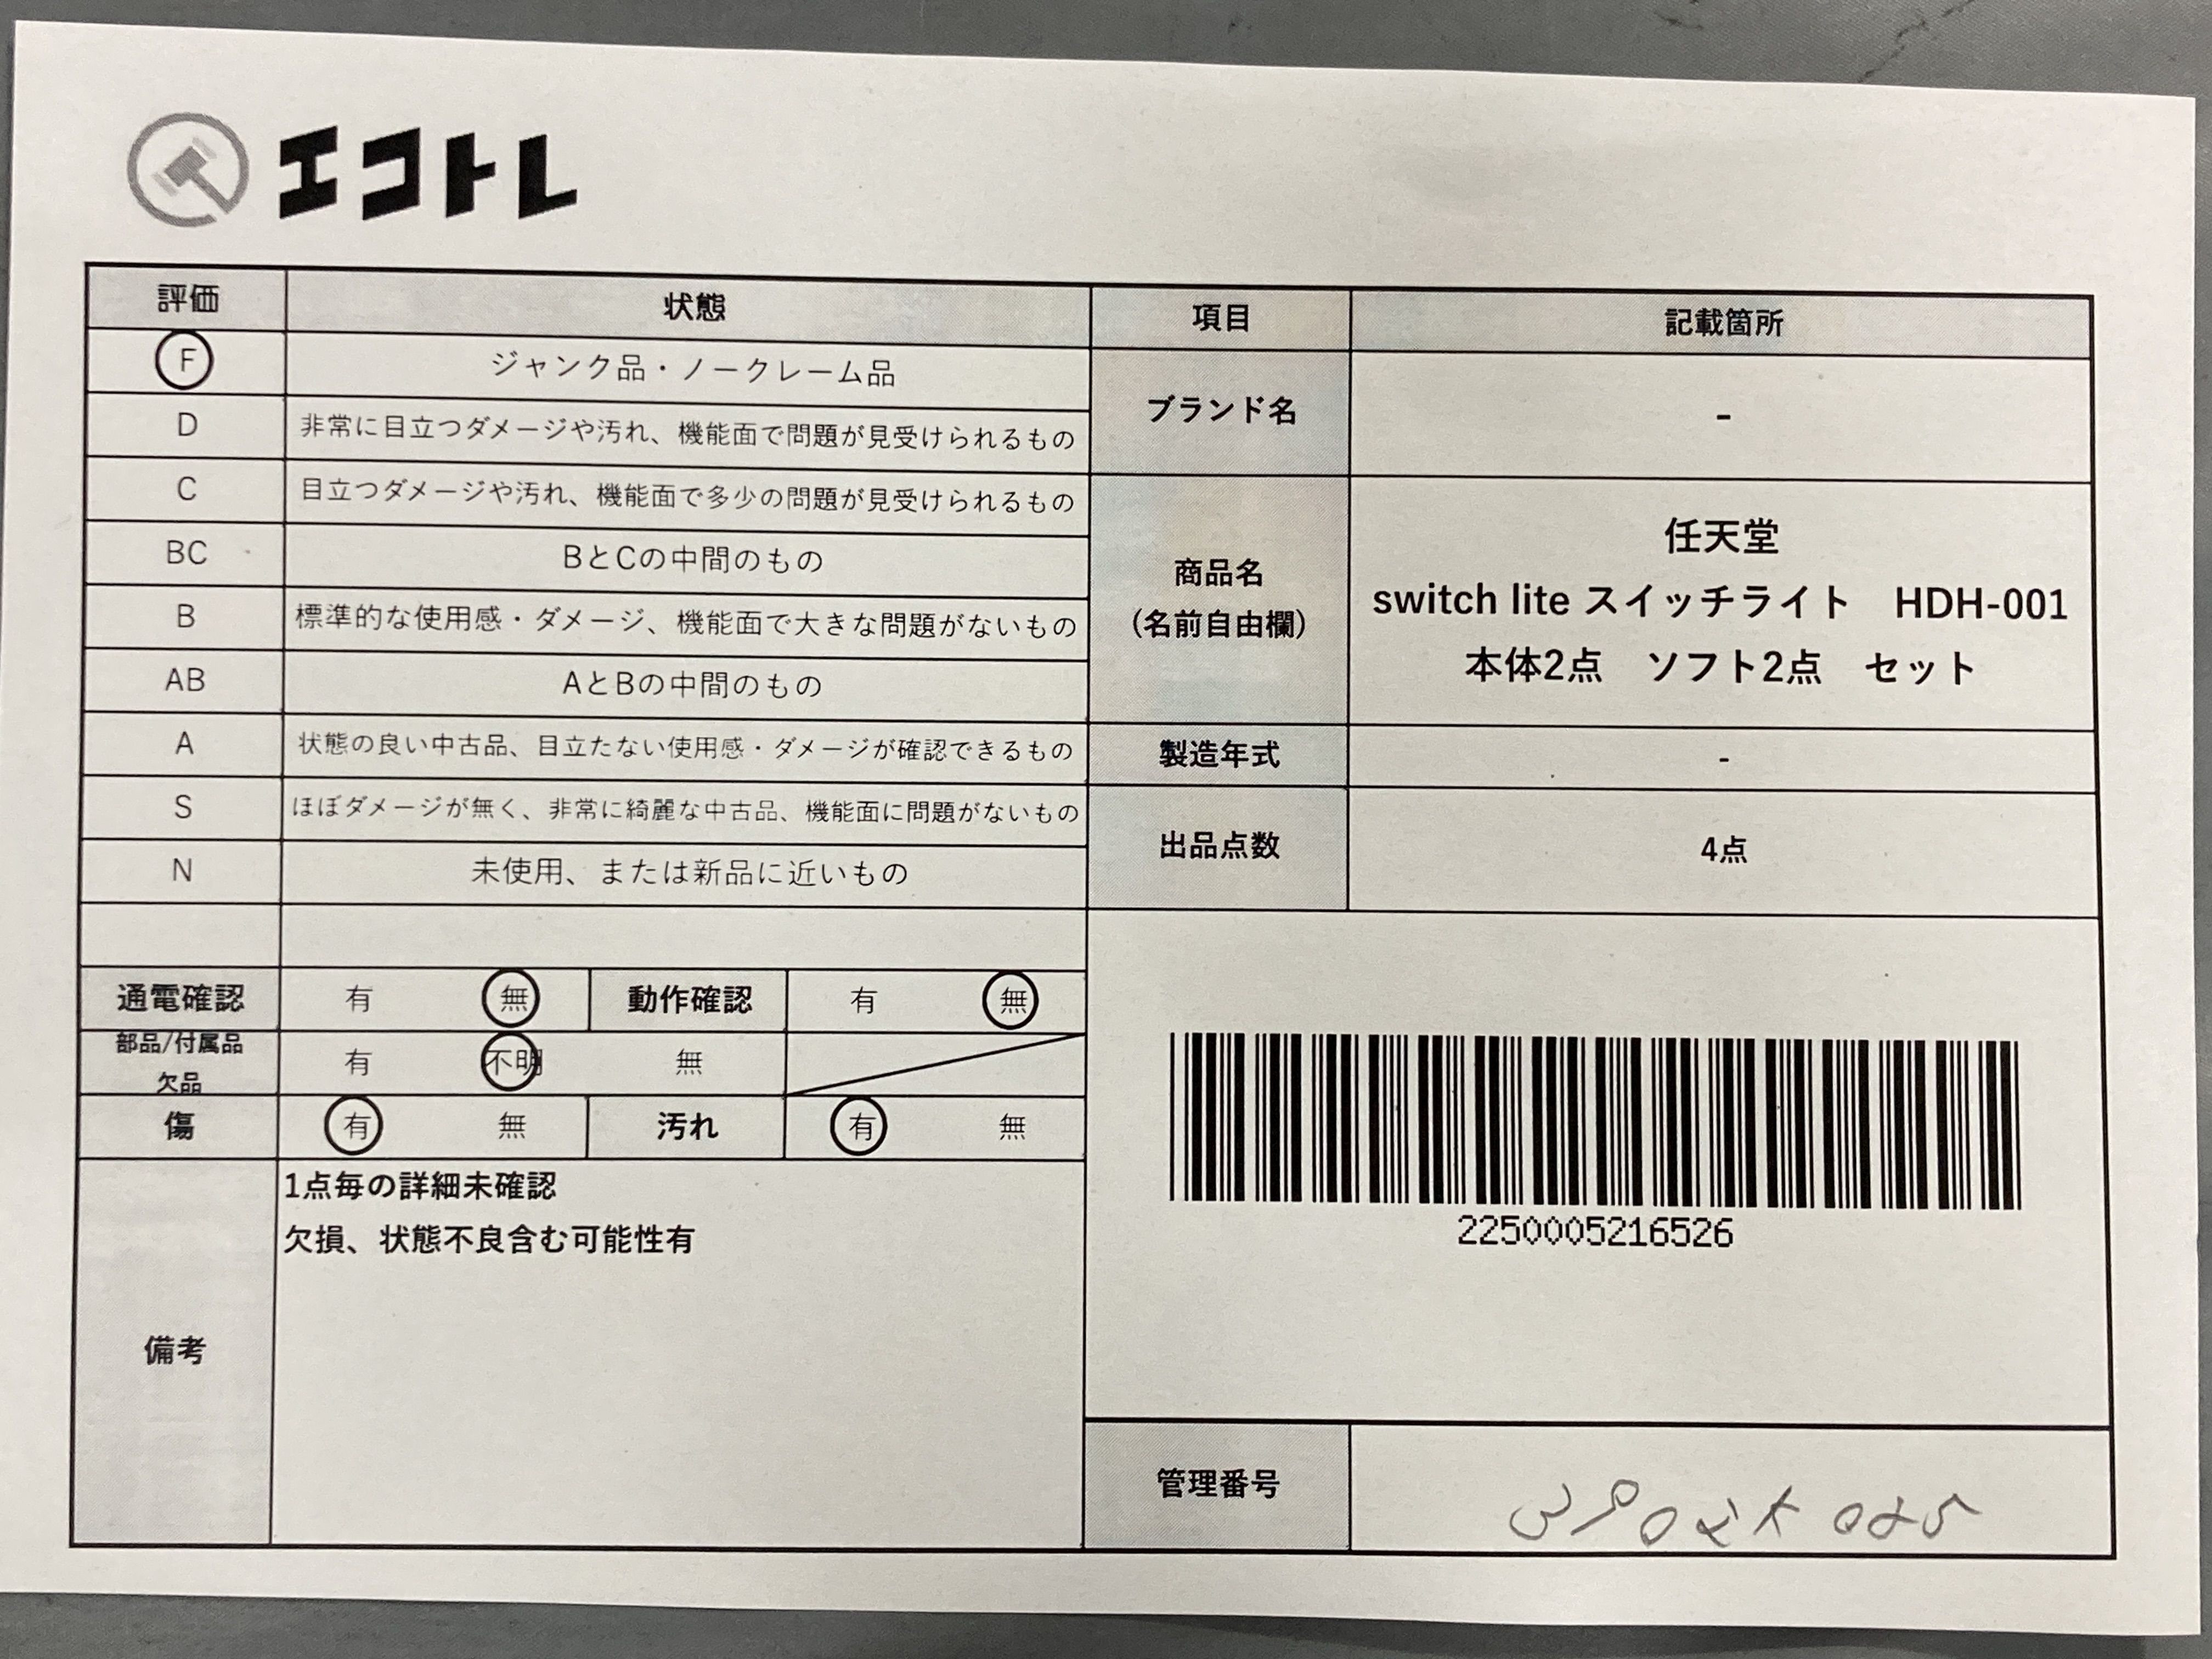 エコトレ
評価 状態 項目 記載箇所
F ジャンク品・ノークレーム品
D 非常に目立つダメージや汚れ、機能面で問題が見受けられるもの
ブランド名 -
C 目立つダメージや汚れ、機能面で多少の問題が見受けられるもの
BC BとCの中間のもの
B 標準的な使用感・ダメージ、機能面で大きな問題がないもの
AB AとBの中間のもの
商品名
(名前自由欄)
任天堂
switch lite スイッチライト HDH-001
本体2点 ソフト2点 セット
A 状態の良い中古品、目立たない使用感・ダメージが確認できるもの
製造年式 -
S ほぼダメージが無く、非常に綺麗な中古品、機能面に問題がないもの
N 未使用、または新品に近いもの
出品点数 4点
通電確認 有 無 動作確認 有 無
部品/付属品
欠品
有 不明 無
傷 有 無 汚れ 有 無
備考
1点毎の詳細未確認
欠損、状態不良含む可能性有
2250005216526
管理番号